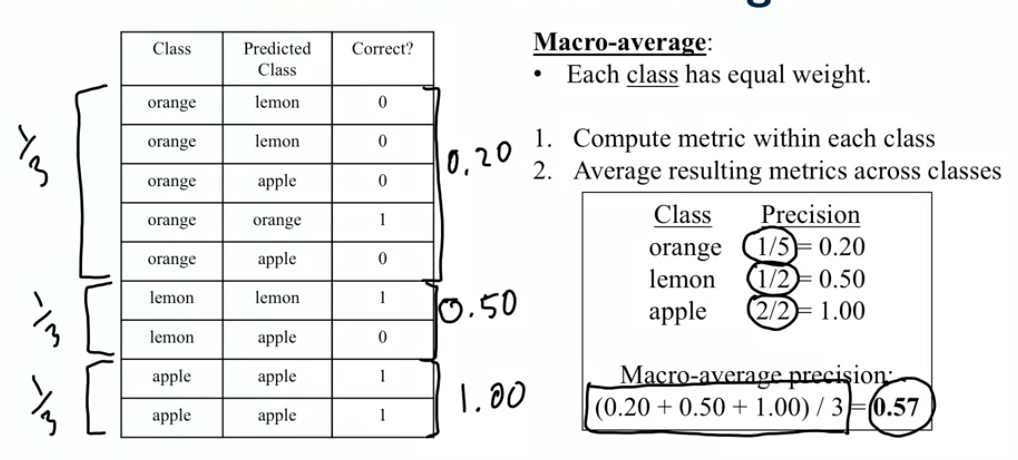 Class Predicted Class Correct?
orange lemon 0
orange lemon 0
orange apple 0
orange orange 1
orange apple 0
lemon lemon 1
lemon apple 0
apple apple 1
apple apple 1
1/3
1/3
1/3
0.20
0.50
1.00
Macro-average:
• Each class has equal weight.
1. Compute metric within each class
2. Average resulting metrics across classes
Class Precision
orange 1/5 = 0.20
lemon 1/2 = 0.50
apple 2/2 = 1.00
Macro-average precision:
(0.20 + 0.50 + 1.00) / 3 = 0.57